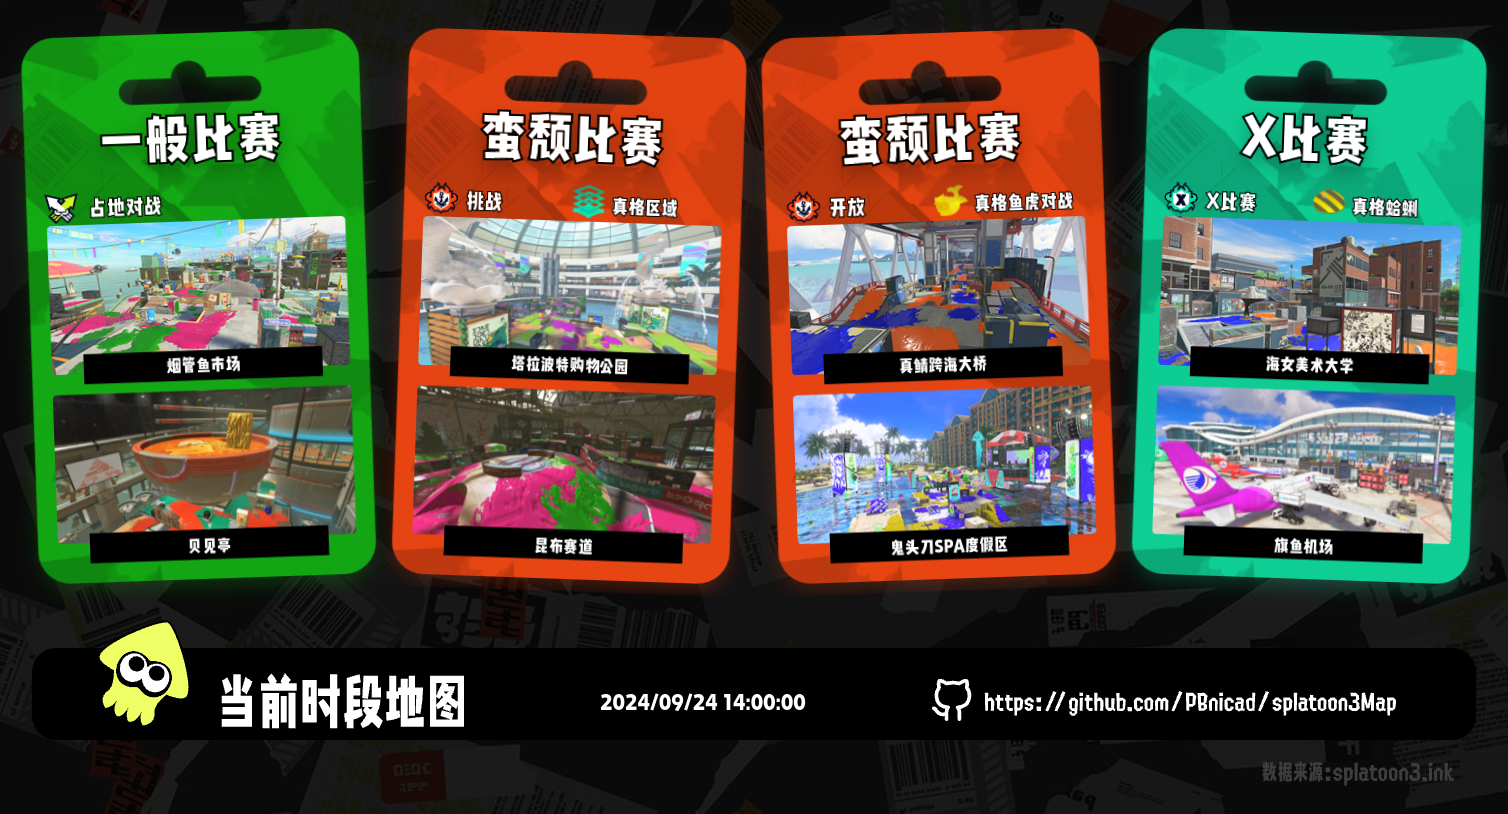 一般比赛
占地对战
烟管鱼市场
贝见亭
蛮颓比赛
挑战
真格区域
塔拉波特购物公园
昆布赛道
蛮颓比赛
开放
真格鱼虎对战
真鲭跨海大桥
鬼头刀SPA度假区
X比赛
X比赛
真格蛤蜊
海女美术大学
旗鱼机场
当前时段地图
2024/09/24 14:00:00
https://github.com/PBnicad/splatoon3Map
数据来源:splatoon3.ink